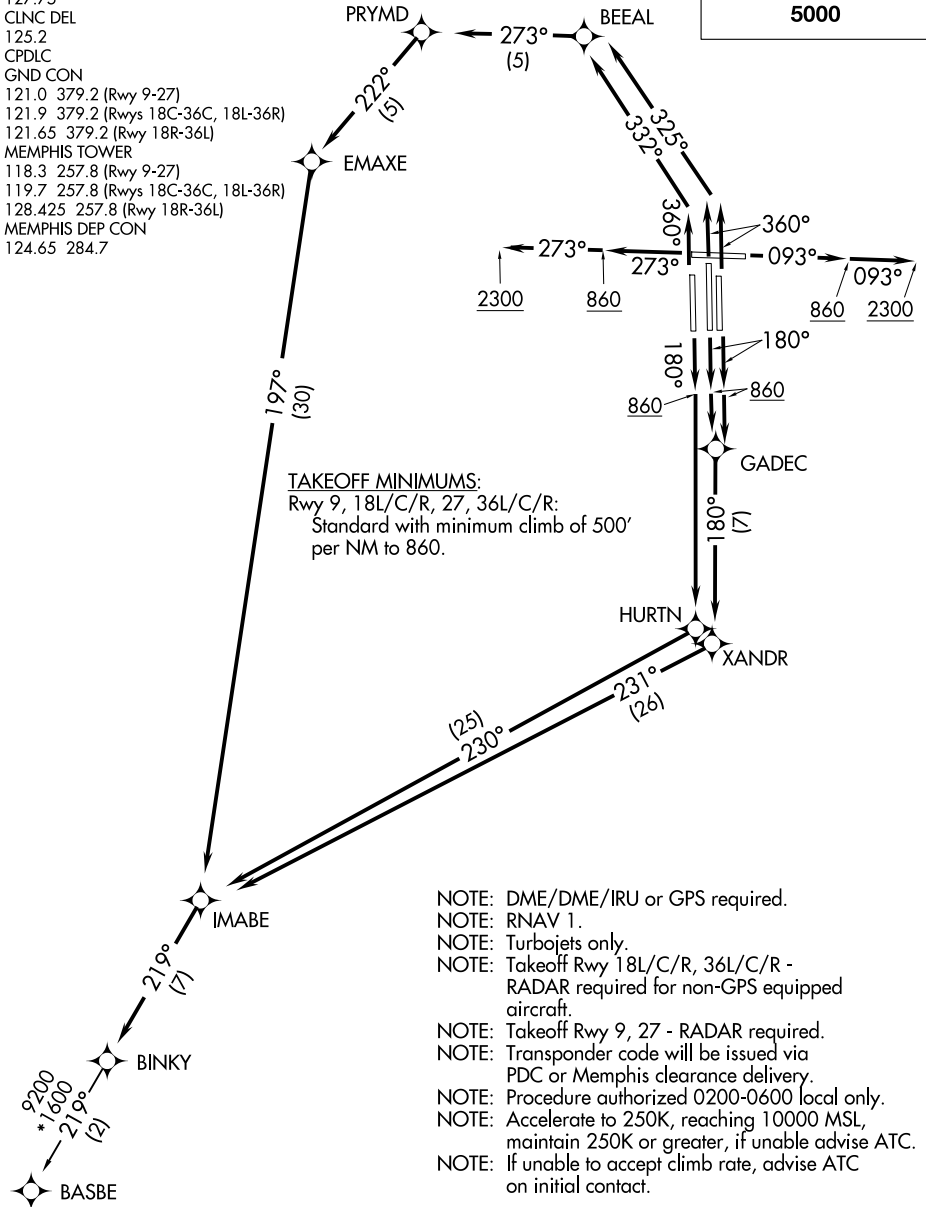 127.75
CLNC DEL
125.2
CPDLC
GND CON
121.0 379.2 (Rwy 9-27)
121.9 379.2 (Rwys 18C-36C, 18L-36R)
121.65 379.2 (Rwy 18R-36L)
MEMPHIS TOWER
118.3 257.8 (Rwy 9-27)
119.7 257.8 (Rwys 18C-36C, 18L-36R)
128.425 257.8 (Rwy 18R-36L)
MEMPHIS DEP CON
124.65 284.7
5000
PRYMD
BEEAL
273°
(5)
222°
(5)
EMAXE
332°
325°
360°
360°
273°
273°
093°
093°
2300
860
860
2300
180°
180°
860
860
GADEC
180°
(7)
197°
(30)
TAKEOFF MINIMUMS:
Rwy 9, 18L/C/R, 27, 36L/C/R:
Standard with minimum climb of 500'
per NM to 860.
HURTN
XANDR
231°
(26)
(25)
230°
IMABE
219°
(7)
BINKY
9200
*1600
219°
(2)
BASBE
NOTE: DME/DME/IRU or GPS required.
NOTE: RNAV 1.
NOTE: Turbojets only.
NOTE: Takeoff Rwy 18L/C/R, 36L/C/R -
RADAR required for non-GPS equipped
aircraft.
NOTE: Takeoff Rwy 9, 27 - RADAR required.
NOTE: Transponder code will be issued via
PDC or Memphis clearance delivery.
NOTE: Procedure authorized 0200-0600 local only.
NOTE: Accelerate to 250K, reaching 10000 MSL,
maintain 250K or greater, if unable advise ATC.
NOTE: If unable to accept climb rate, advise ATC
on initial contact.